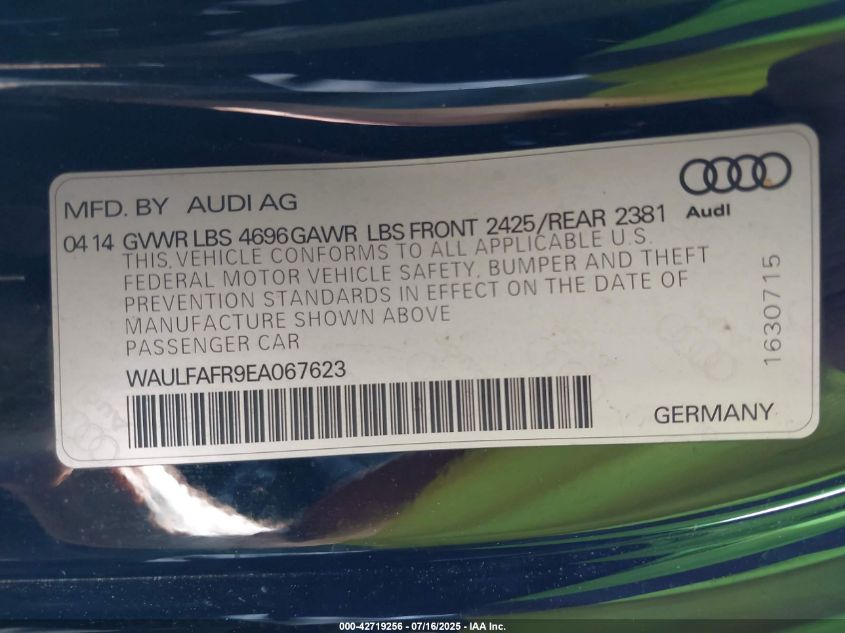 MFD. BY AUDI AG
Audi
04 14 GVWR LBS 4696 GAWR LBS FRONT 2425/REAR 2381
THIS VEHICLE CONFORMS TO ALL APPLICABLE U.S.
FEDERAL MOTOR VEHICLE SAFETY, BUMPER AND THEFT
PREVENTION STANDARDS IN EFFECT ON THE DATE OF
MANUFACTURE SHOWN ABOVE
PASSENGER CAR
1630715
WAULFAFR9EA067623
GERMANY
000-42719256 - 07/16/2025 - IAA Inc.